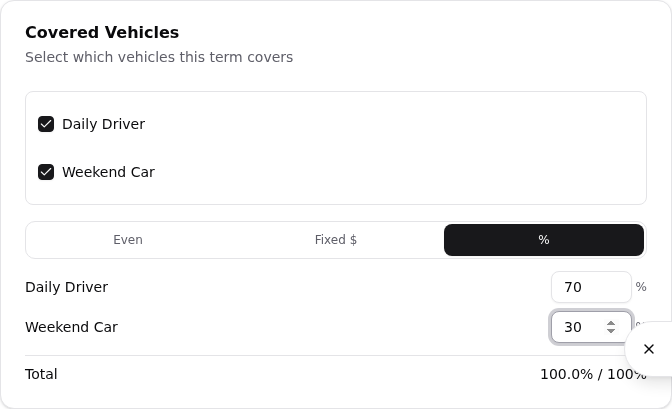 Covered Vehicles
Select which vehicles this term covers
Daily Driver
Weekend Car
Even Fixed $ %
Daily Driver 70 %
Weekend Car 30 %
Total 100.0% / 100%